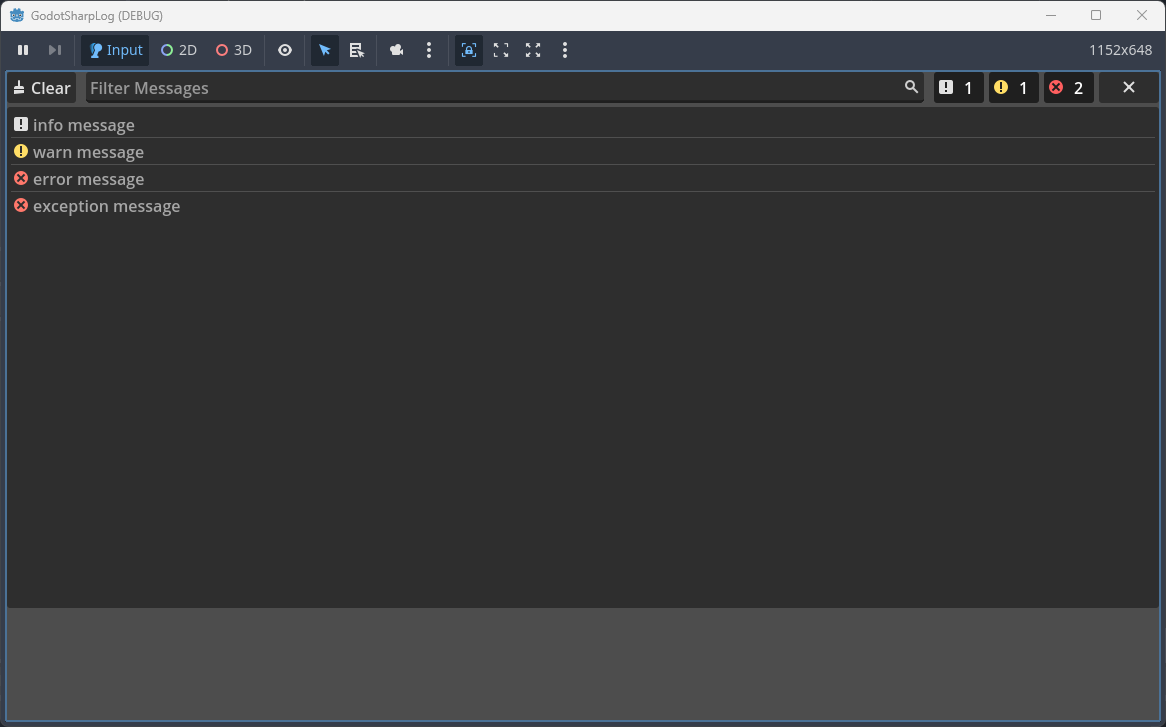 GodotSharpLog (DEBUG)
Input 2D 3D 1152x648
Clear Filter Messages 1 1 2
info message
warn message
error message
exception message